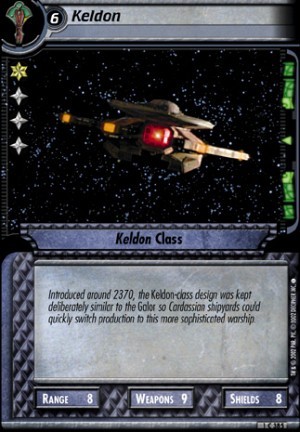 6 Keldon
Keldon Class
Introduced around 2370, the Keldon-class design was kept
deliberately similar to the Galor so Cardassian shipyards could
quickly switch production to this more sophisticated warship.
RANGE 8 WEAPONS 9 SHIELDS 8